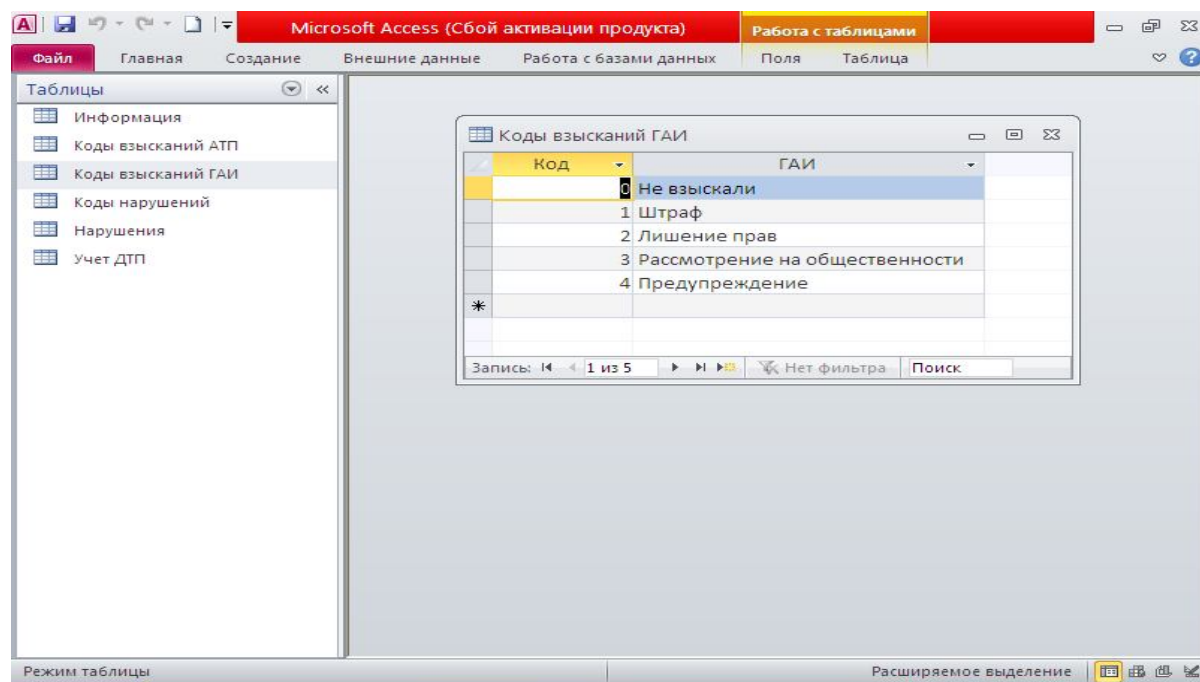 Microsoft Access (Сбой активации продукта)
Работа с таблицами
Файл Главная Создание Внешние данные Работа с базами данных Поля Таблица
Таблицы
Информация
Коды взысканий АТП
Коды взысканий ГАИ
Коды нарушений
Нарушения
Учет ДТП
Коды взысканий ГАИ
Код ГАИ
0 Не взыскали
1 Штраф
2 Лишение прав
3 Рассмотрение на общественности
4 Предупреждение
Запись: 1 из 5 Нет фильтра Поиск
Режим таблицы Расширяемое выделение